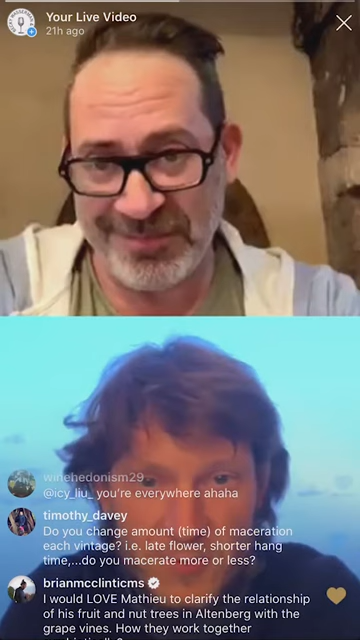 Your Live Video
21h ago
winehedonism29
@icy_liu_ you're everywhere ahaha
timothy_davey
Do you change amount (time) of maceration
each vintage? i.e. late flower, shorter hang
time,...do you macerate more or less?
brianmcclinticms
I would LOVE Mathieu to clarify the relationship
of his fruit and nut trees in Altenberg with the
grape vines. How they work together